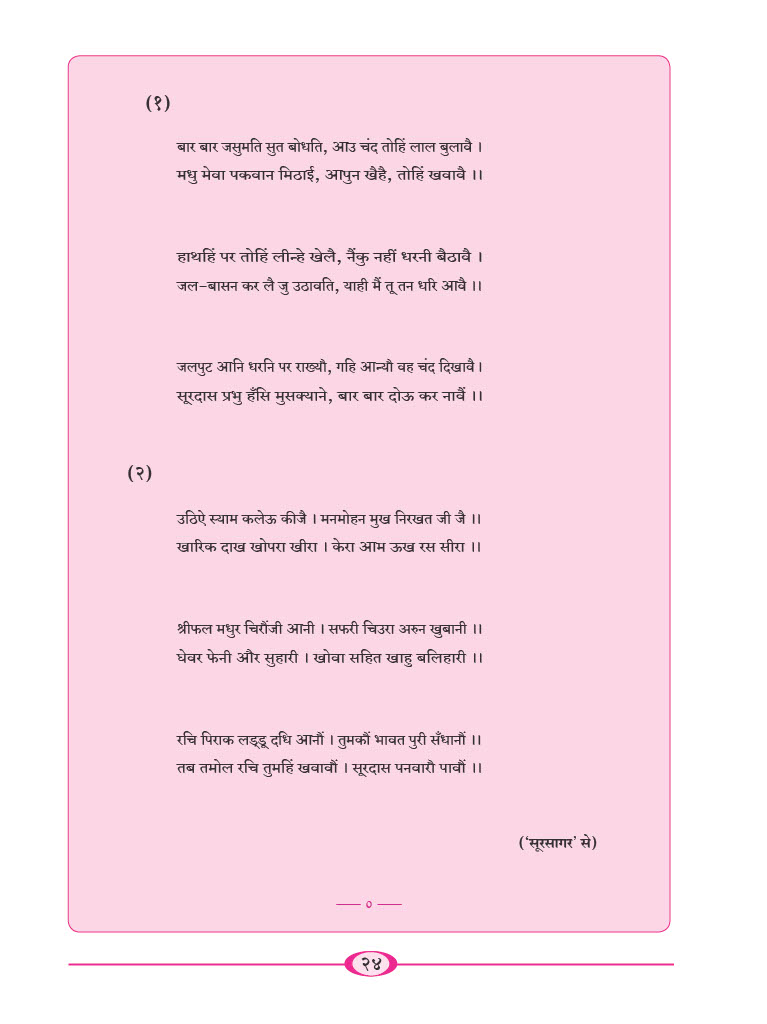 (१)
बार बार जसुमति सुत बोधति, आउ चंद तोहिं लाल बुलावै ।
मधु मेवा पकवान मिठाई, आपुन खैहै, तोहिं खवावै ।।
हाथहिं पर तोहिं लीन्हे खेलै, नैंकु नहीं धरनी बैठावै ।
जल-बासन कर लै जु उठावति, याही मैं तू तन धरि आवै ।।
जलपुट आनि धरनि पर राख्यौ, गहि आन्यौ वह चंद दिखावै।
सूरदास प्रभु हँसि मुसक्याने, बार बार दोऊ कर नावैं ।।
(२)
उठिऐ स्याम कलेऊ कीजै । मनमोहन मुख निरखत जी जै ।।
खारिक दाख खोपरा खीरा । केरा आम ऊख रस सीरा ।।
श्रीफल मधुर चिरौंजी आनी । सफरी चिउरा अरुन खुबानी ।।
घेवर फेनी और सुहारी । खोवा सहित खाहु बलिहारी ।।
रचि पिराक लड्डू दधि आनौं । तुमकौं भावत पुरी सँधानौं ।।
तब तमोल रचि तुमहिं खवावौं । सूरदास पनवारौ पावौं ।।
(‘सूरसागर’ से)
— ० —
२४